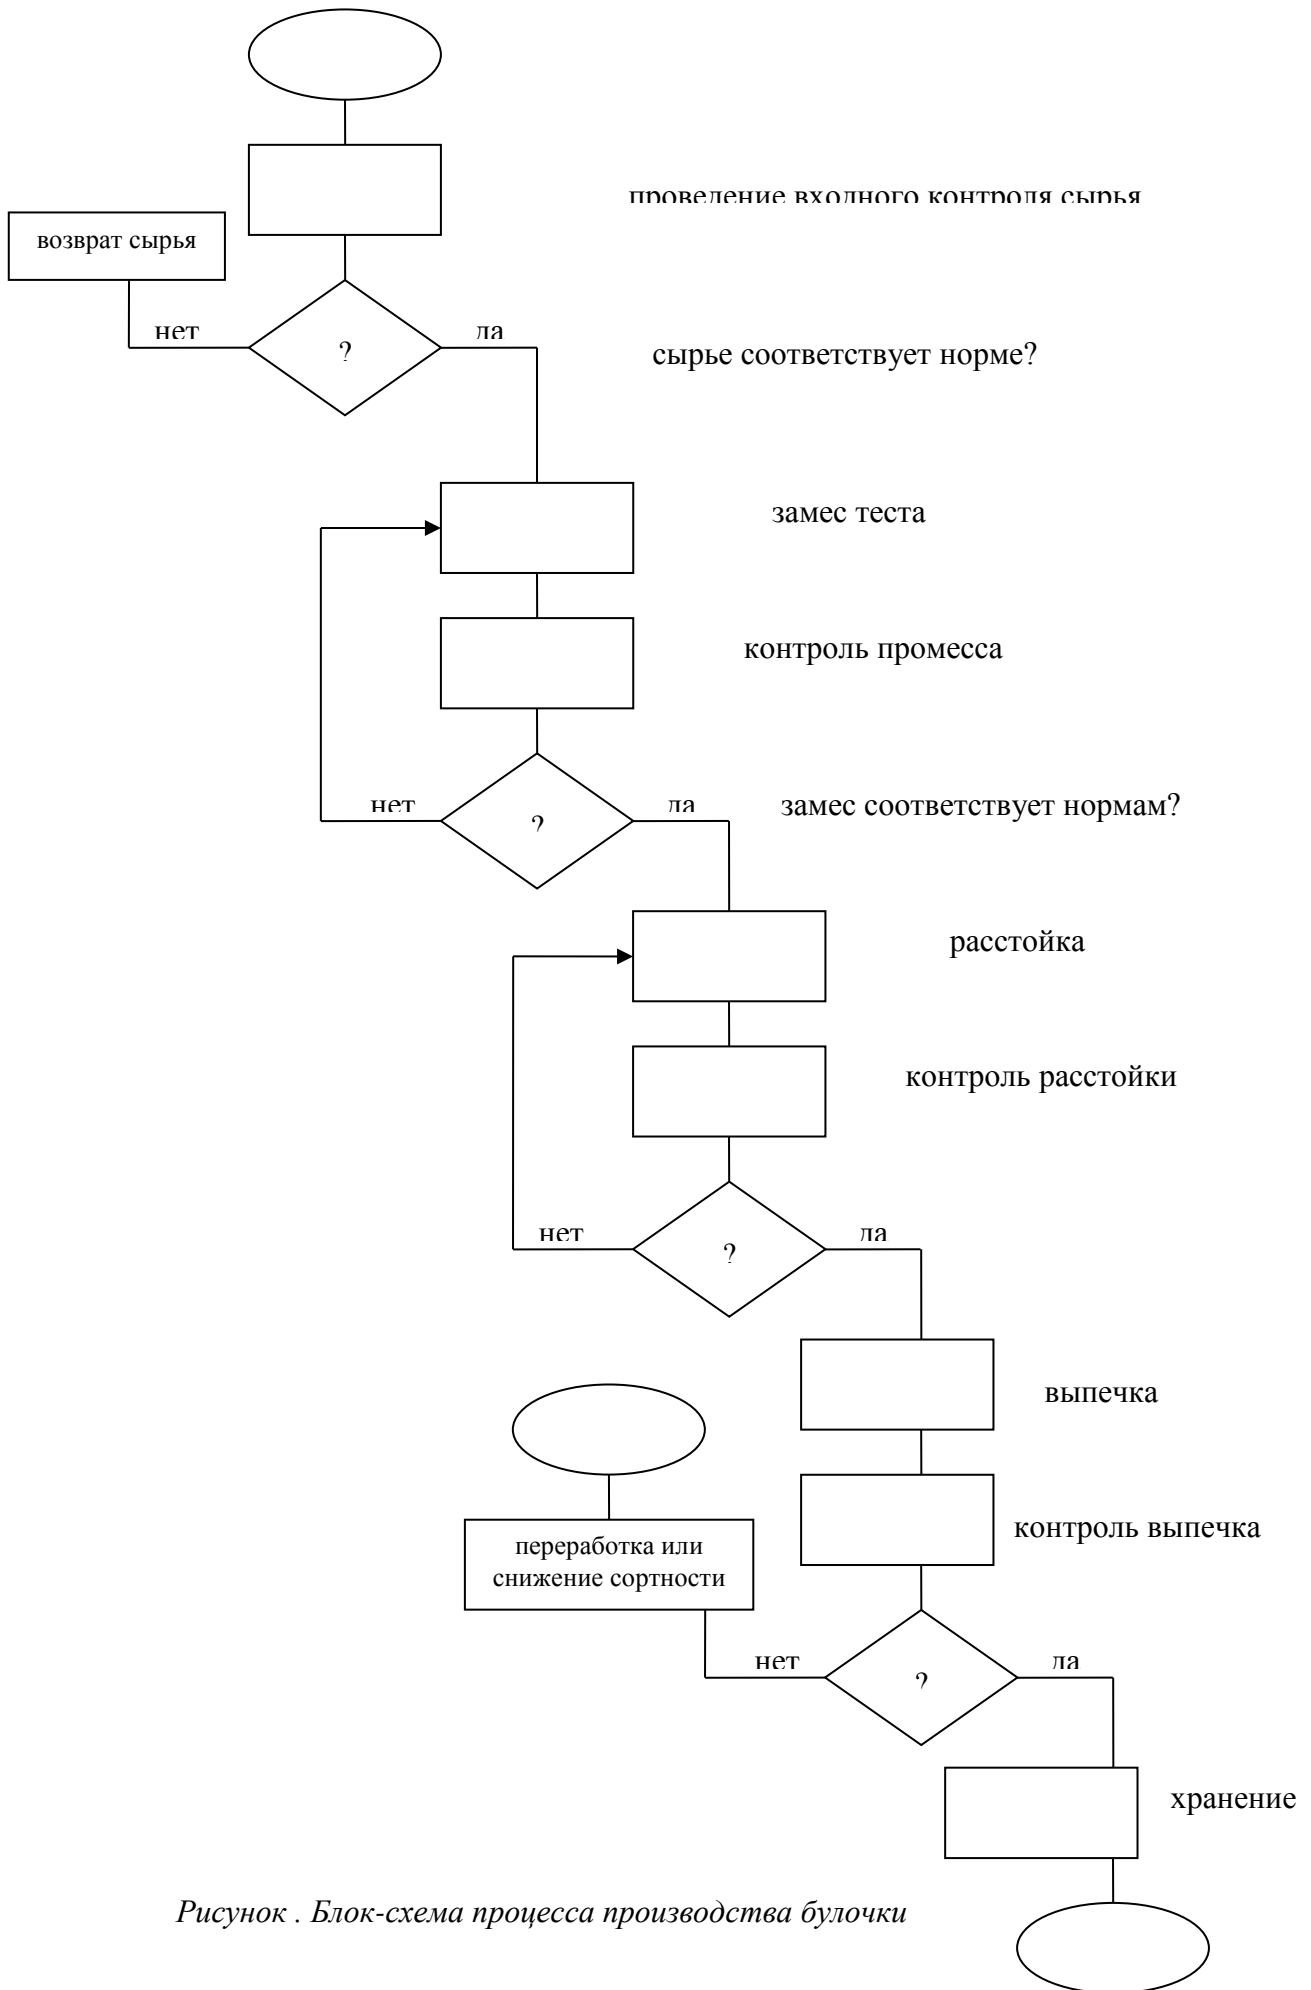 проведение входного контроля сырья
возврат сырья
нет
да
?
сырье соответствует норме?
замес теста
контроль промесса
нет
да
?
замес соответствует нормам?
расстойка
контроль расстойки
нет
да
?
выпечка
контроль выпечка
переработка или
снижение сортности
нет
да
?
хранение
Рисунок . Блок-схема процесса производства булочки